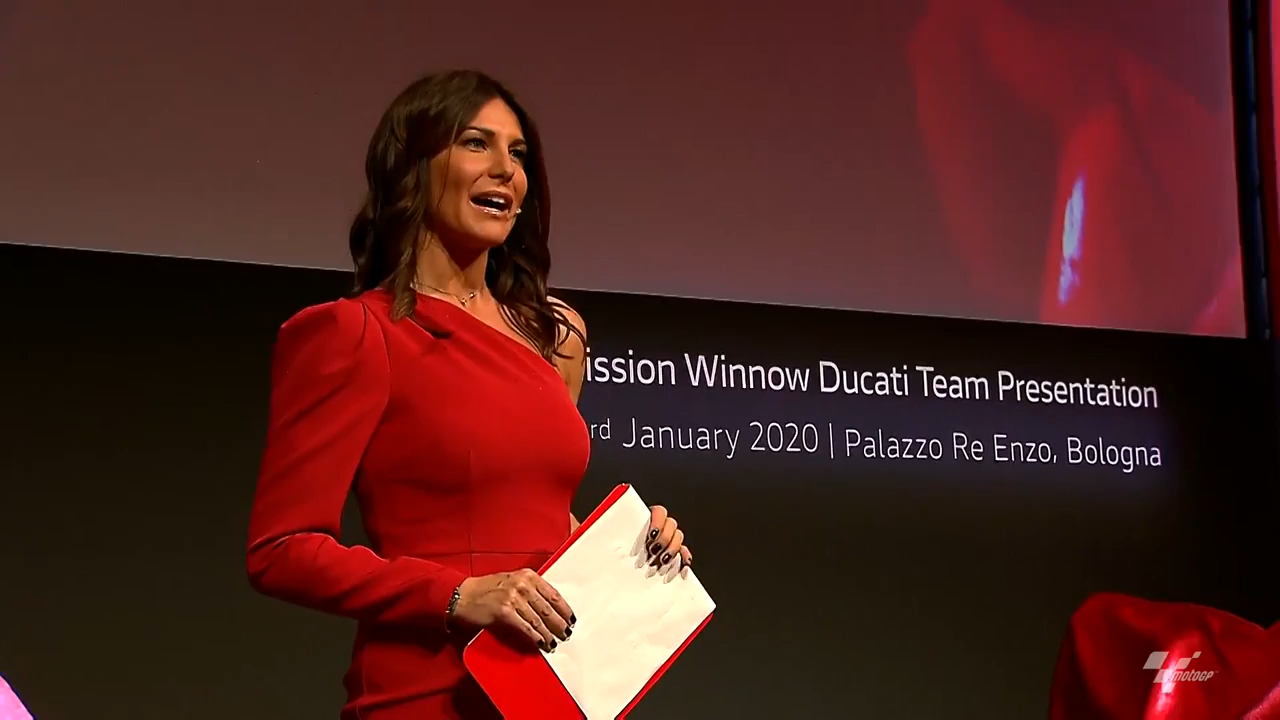 ission Winnow Ducati Team Presentation
rd January 2020 | Palazzo Re Enzo, Bologna
motoGP